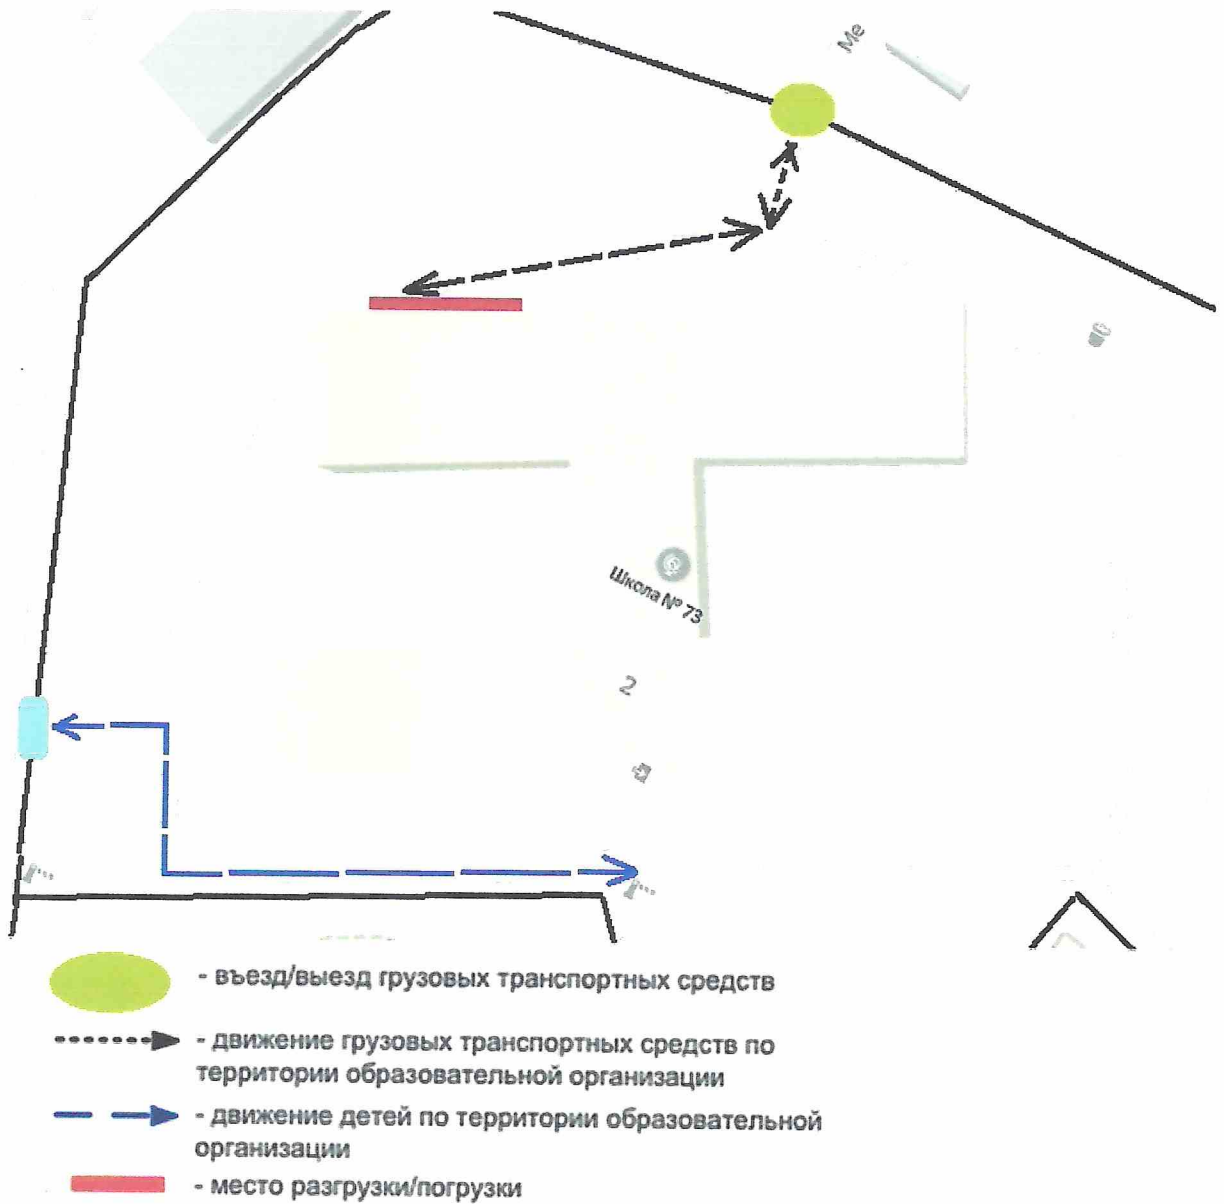 Ме
Школа № 73
2
- въезд/выезд грузовых транспортных средств
- движение грузовых транспортных средств по
территории образовательной организации
- движение детей по территории образовательной
организации
- место разгрузки/погрузки